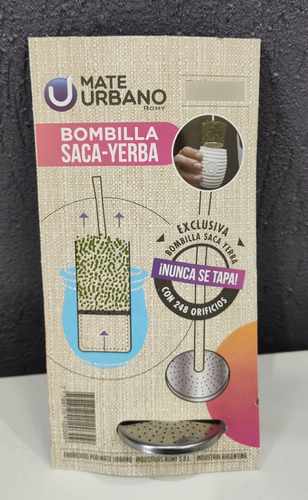 MATE
URBANO
ROMY
BOMBILLA
SACA-YERBA
EXCLUSIVA
BOMBILLA SACA YERBA
¡NUNCA SE TAPA!
CON 248 ORIFICIOS
FABRICADO POR MATE URBANO - INDUSTRIAS ROMY S.R.L. INDUSTRIA ARGENTINA